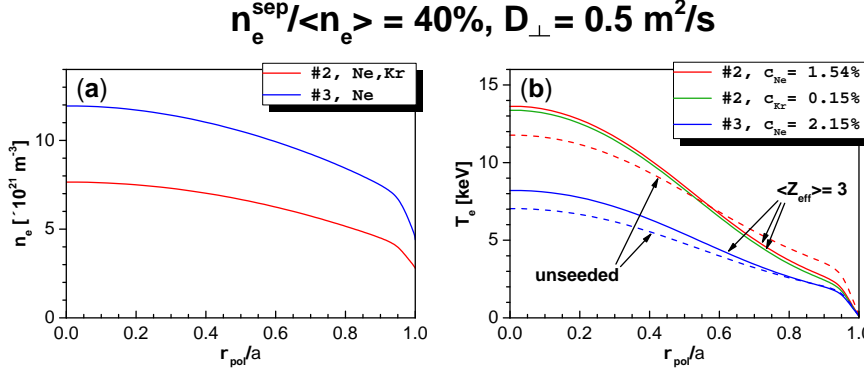 n_e^sep/<n_e> = 40%, D_⊥ = 0.5 m²/s
(a)
#2, Ne,Kr
#3, Ne
n_e [´10²¹ m⁻³]
10
5
0
0.0 0.2 0.4 0.6 0.8 1.0
r_pol/a
(b)
#2, c_Ne= 1.54%
#2, c_Kr= 0.15%
#3, c_Ne= 2.15%
<Z_eff>= 3
unseeded
T_e [keV]
15
10
5
0
0.0 0.2 0.4 0.6 0.8 1.0
r_pol/a